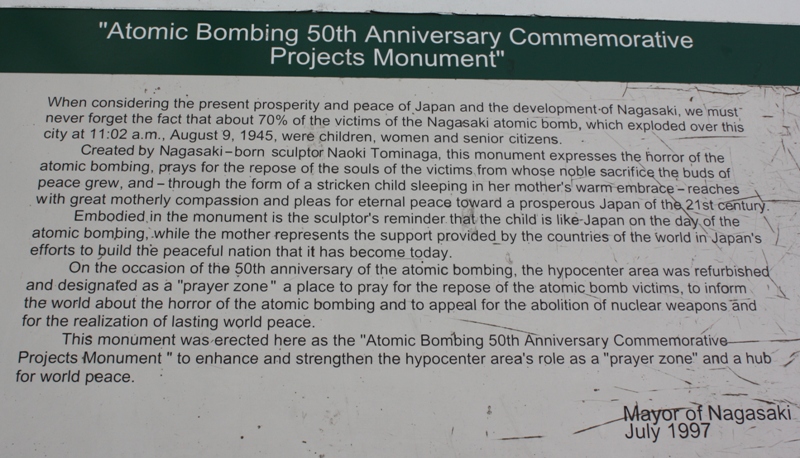 "Atomic Bombing 50th Anniversary Commemorative
Projects Monument"
When considering the present prosperity and peace of Japan and the development of Nagasaki, we must
never forget the fact that about 70% of the victims of the Nagasaki atomic bomb, which exploded over this
city at 11:02 a.m., August 9, 1945, were children, women and senior citizens.
Created by Nagasaki–born sculptor Naoki Tominaga, this monument expresses the horror of the
atomic bombing, prays for the repose of the souls of the victims from whose noble sacrifice the buds of
peace grew, and – through the form of a stricken child sleeping in her mother's warm embrace – reaches
with great motherly compassion and pleas for eternal peace toward a prosperous Japan of the 21st century.
Embodied in the monument is the sculptor's reminder that the child is like Japan on the day of the
atomic bombing, while the mother represents the support provided by the countries of the world in Japan's
efforts to build the peaceful nation that it has become today.
On the occasion of the 50th anniversary of the atomic bombing, the hypocenter area was refurbished
and designated as a "prayer zone" a place to pray for the repose of the atomic bomb victims, to inform
the world about the horror of the atomic bombing and to appeal for the abolition of nuclear weapons and
for the realization of lasting world peace.
This monument was erected here as the "Atomic Bombing 50th Anniversary Commemorative
Projects Monument " to enhance and strengthen the hypocenter area's role as a "prayer zone" and a hub
for world peace.
Mayor of Nagasaki
July 1997